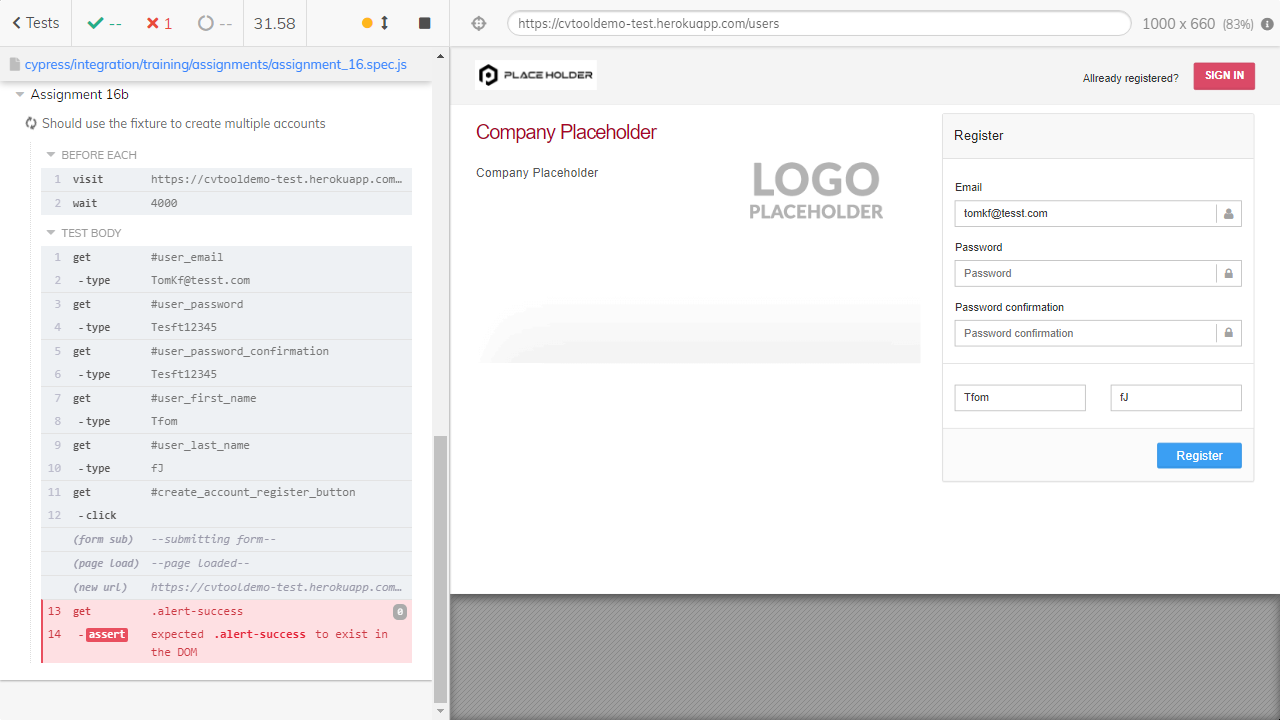 Tests
--
1
--
31.58
https://cvtooldemo-test.herokuapp.com/users
1000 x 660 (83%)
cypress/integration/training/assignments/assignment_16.spec.js
Assignment 16b
Should use the fixture to create multiple accounts
BEFORE EACH
1 visit https://cvtooldemo-test.herokuapp.com…
2 wait 4000
TEST BODY
1 get #user_email
2 -type TomKf@tesst.com
3 get #user_password
4 -type Tesft12345
5 get #user_password_confirmation
6 -type Tesft12345
7 get #user_first_name
8 -type Tfom
9 get #user_last_name
10 -type fJ
11 get #create_account_register_button
12 -click
(form sub) --submitting form--
(page load) --page loaded--
(new url) https://cvtooldemo-test.herokuapp.com…
13 get .alert-success 0
14 -assert expected .alert-success to exist in
the DOM
PLACE HOLDER
Allready registered?
SIGN IN
Company Placeholder
Company Placeholder
LOGO
PLACEHOLDER
Register
Email
tomkf@tesst.com
Password
Password
Password confirmation
Password confirmation
Tfom
fJ
Register